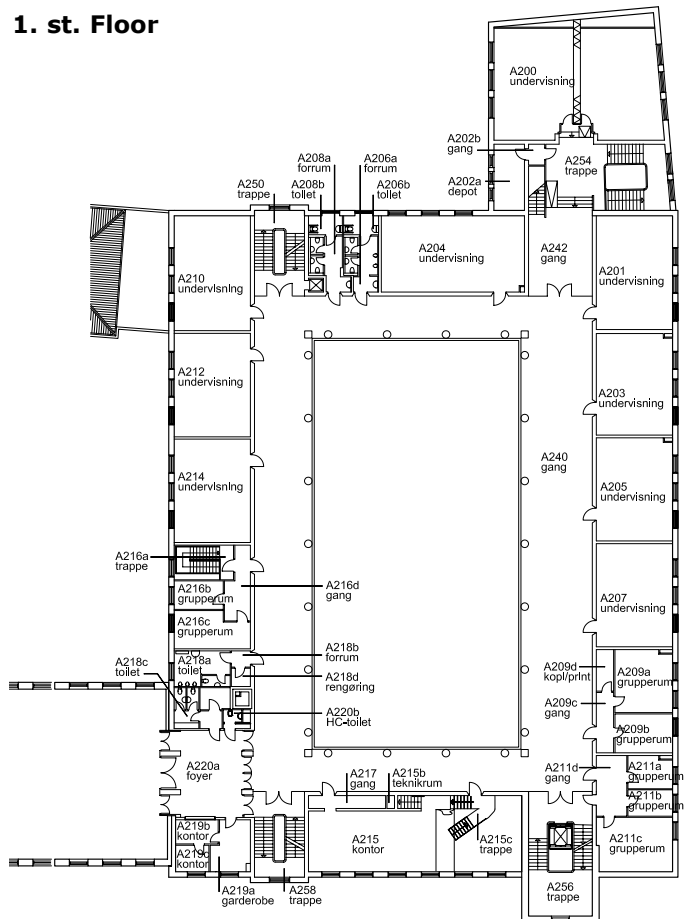 1. st. Floor
A200
undervisning
A202b
gang
A254
trappe
A202a
depot
A208a
forrum
A206a
forrum
A250
trappe
A208b
tollet
A206b
tollet
A204
undervisning
A242
gang
A210
undervisning
A201
undervisning
A212
undervisning
A203
undervisning
A240
gang
A214
undervisning
A205
undervisning
A216a
trappe
A216b
grupperum
A216d
gang
A207
undervisning
A216c
grupperum
A218b
forrum
A218c
toilet
A218a
toilet
A218d
rengøring
A209d
kopl/prlnt
A209a
grupperum
A209c
gang
A220b
HC-toilet
A209b
grupperum
A220a
foyer
A217
gang
A215b
teknikrum
A211d
gang
A211a
grupperum
A211b
grupperum
A219b
kontor
A215
kontor
A215c
trappe
A211c
grupperum
A219c
kontor
A219a
garderobe
A258
trappe
A256
trappe